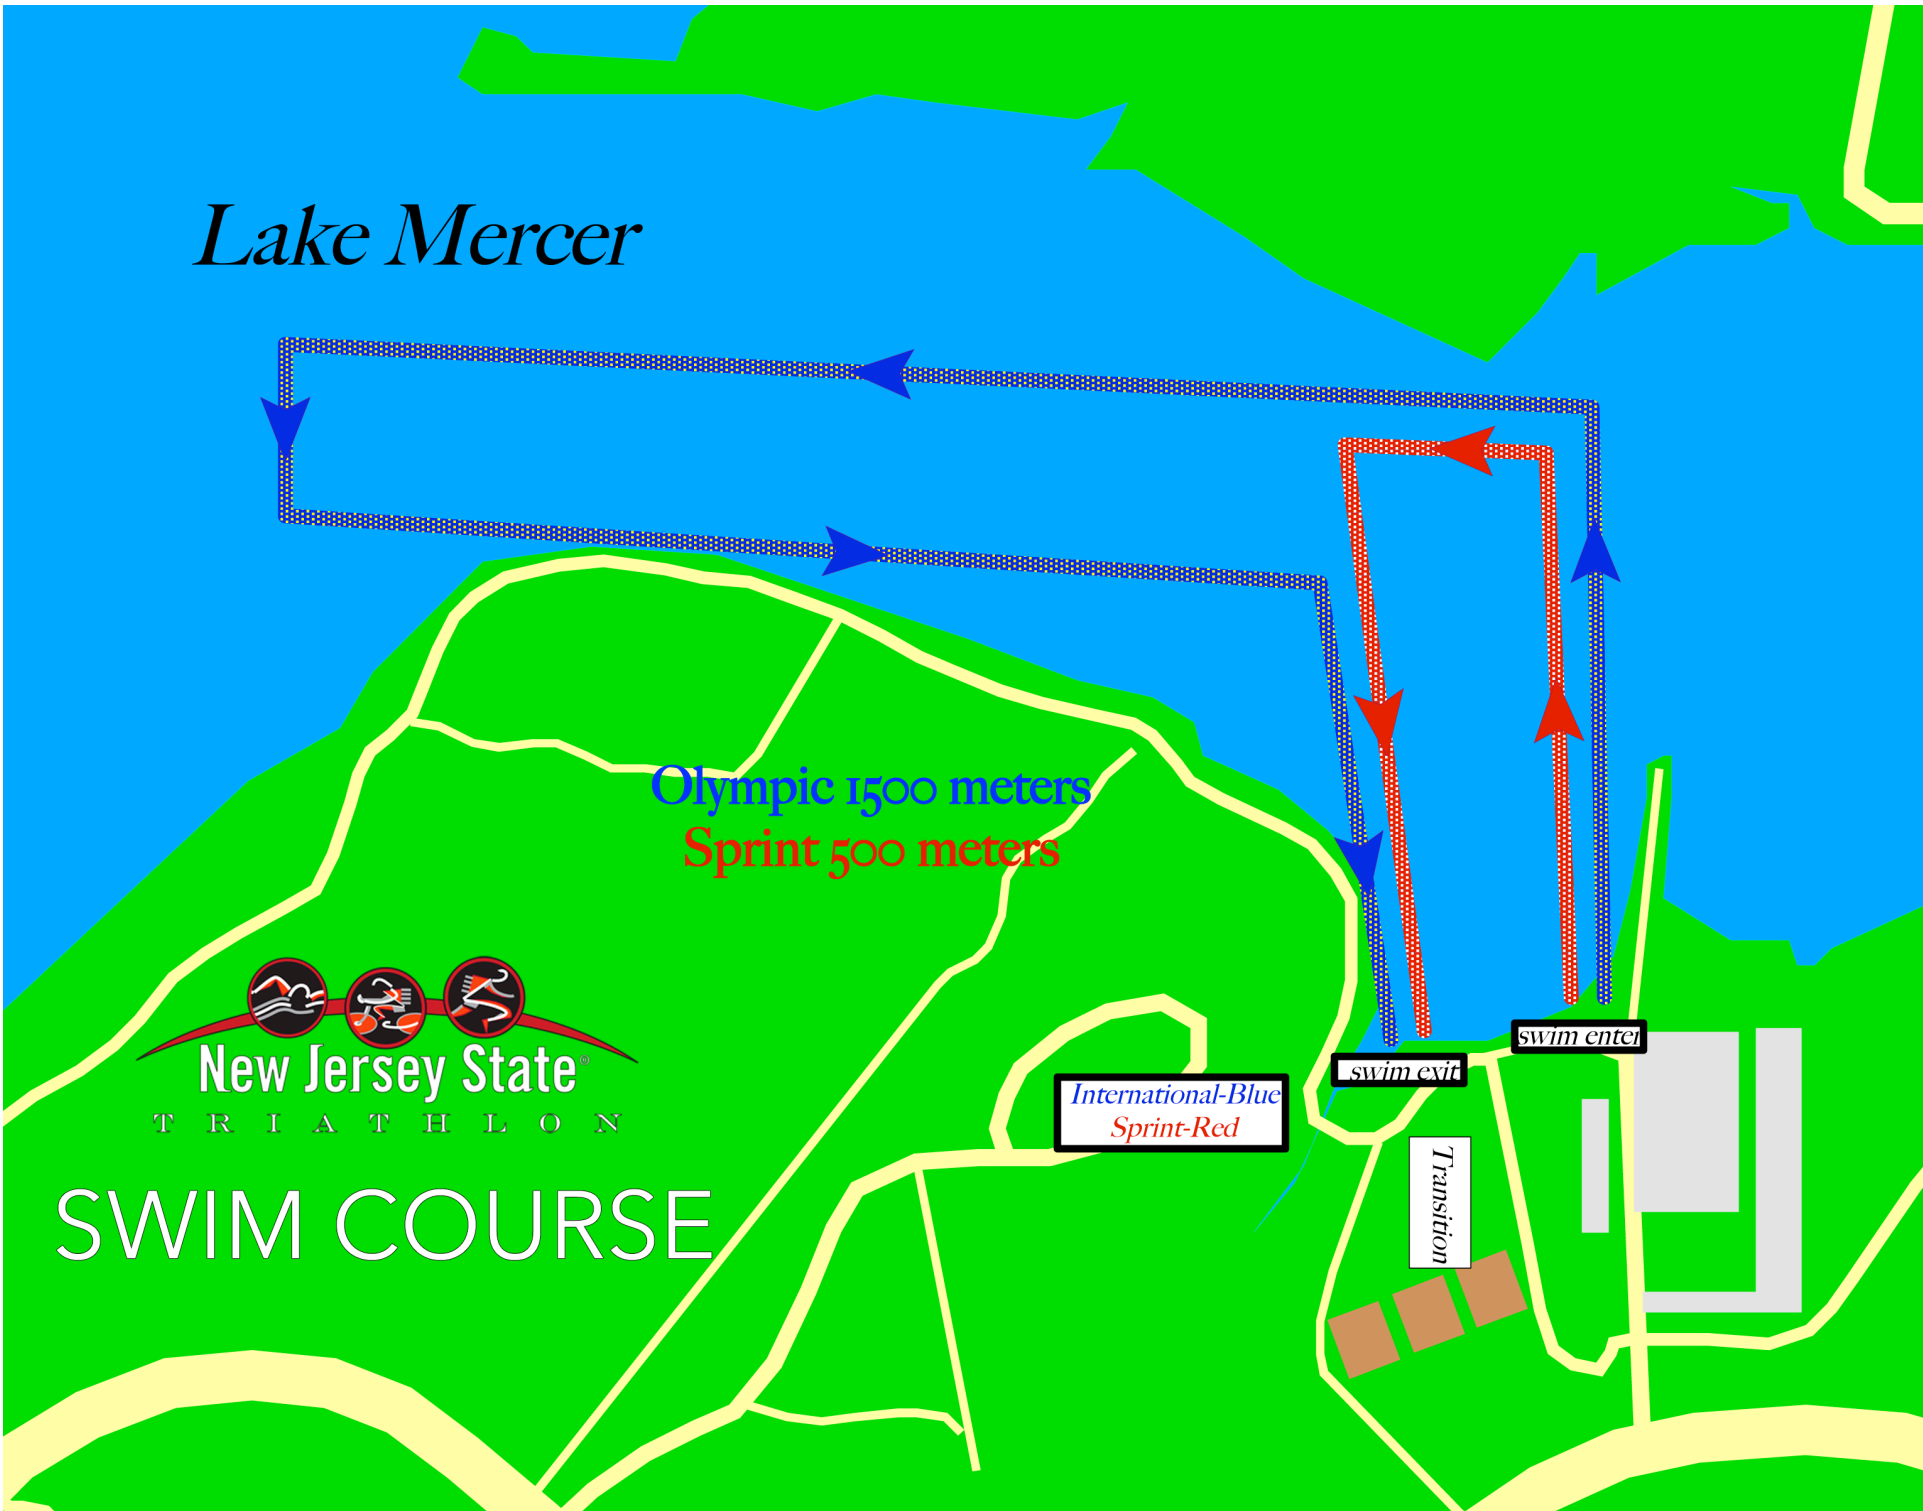 Lake Mercer
Olympic 1500 meters
Sprint 500 meters
New Jersey State
TRIATHLON
SWIM COURSE
International-Blue
Sprint-Red
swim exit
swim enter
Transition